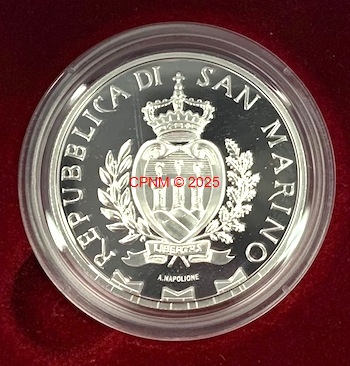 REPUBBLICA DI SAN MARINO
CPNM © 2025
LIBERTAS
A.NAPOLIONE